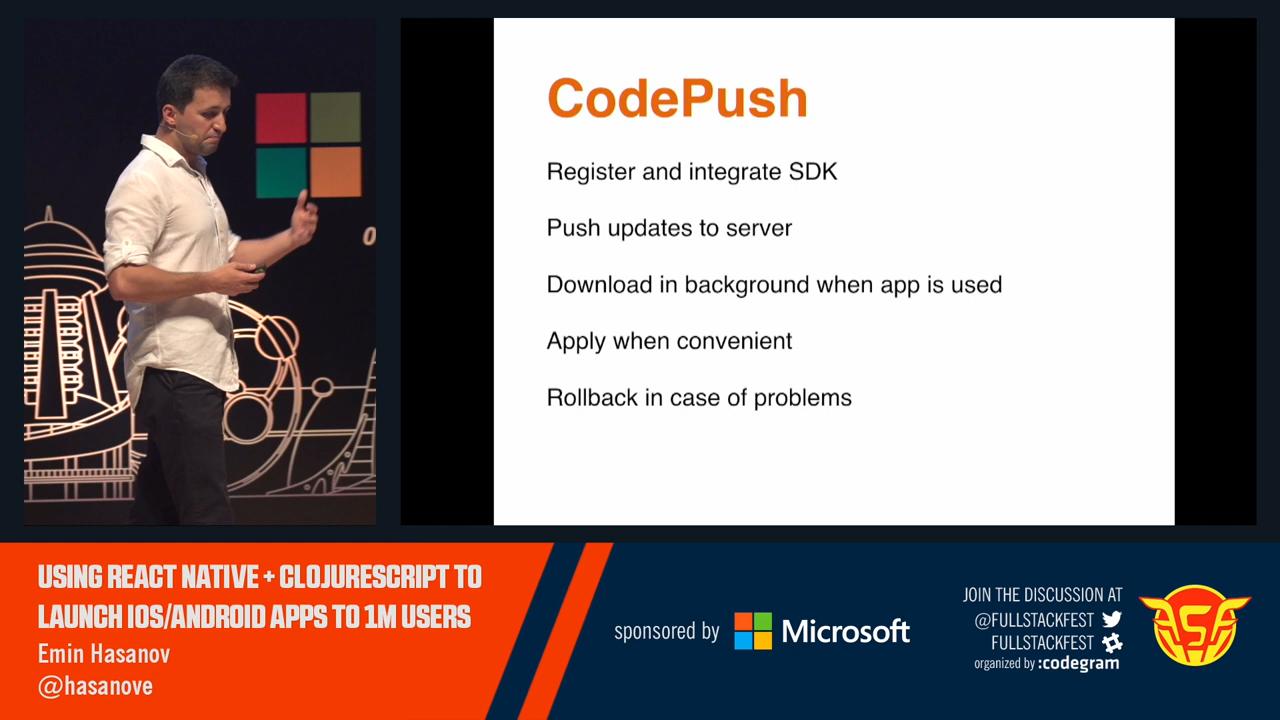 CodePush
Register and integrate SDK
Push updates to server
Download in background when app is used
Apply when convenient
Rollback in case of problems
USING REACT NATIVE + CLOJURESCRIPT TO
LAUNCH IOS/ANDROID APPS TO 1M USERS
Emin Hasanov
@hasanove
sponsored by
Microsoft
JOIN THE DISCUSSION AT
@FULLSTACKFEST
FULLSTACKFEST
organized by :codegram
FSF